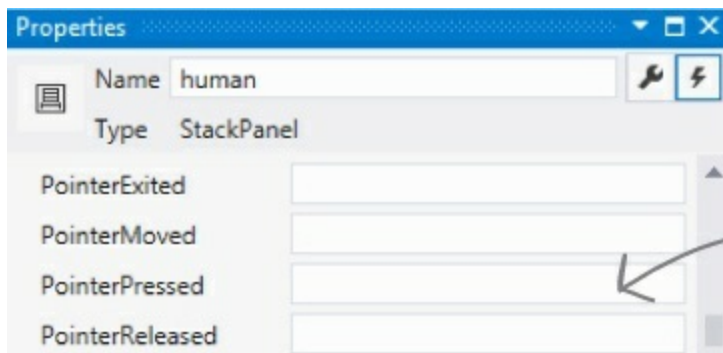 Properties
Name human
Type StackPanel
PointerExited
PointerMoved
PointerPressed
PointerReleased